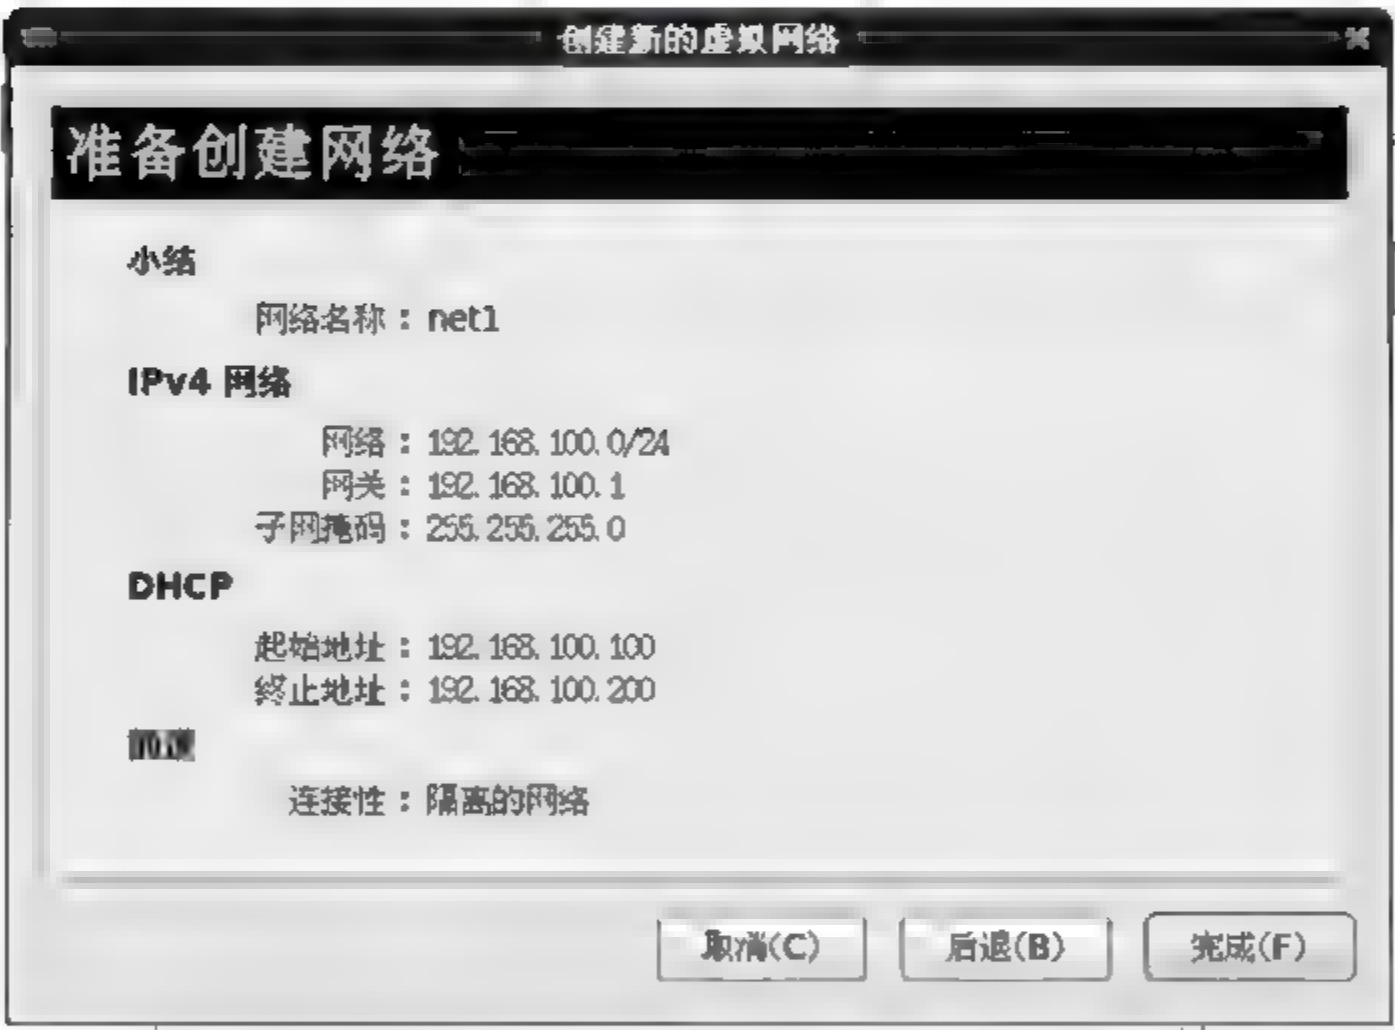 创建新的虚拟网络
准备创建网络
小结
网络名称：net1
IPv4 网络
网络：192.168.100.0/24
网关：192.168.100.1
子网掩码：255.255.255.0
DHCP
起始地址：192.168.100.100
终止地址：192.168.100.200
连接性：隔离的网络
取消(C)
后退(B)
完成(F)